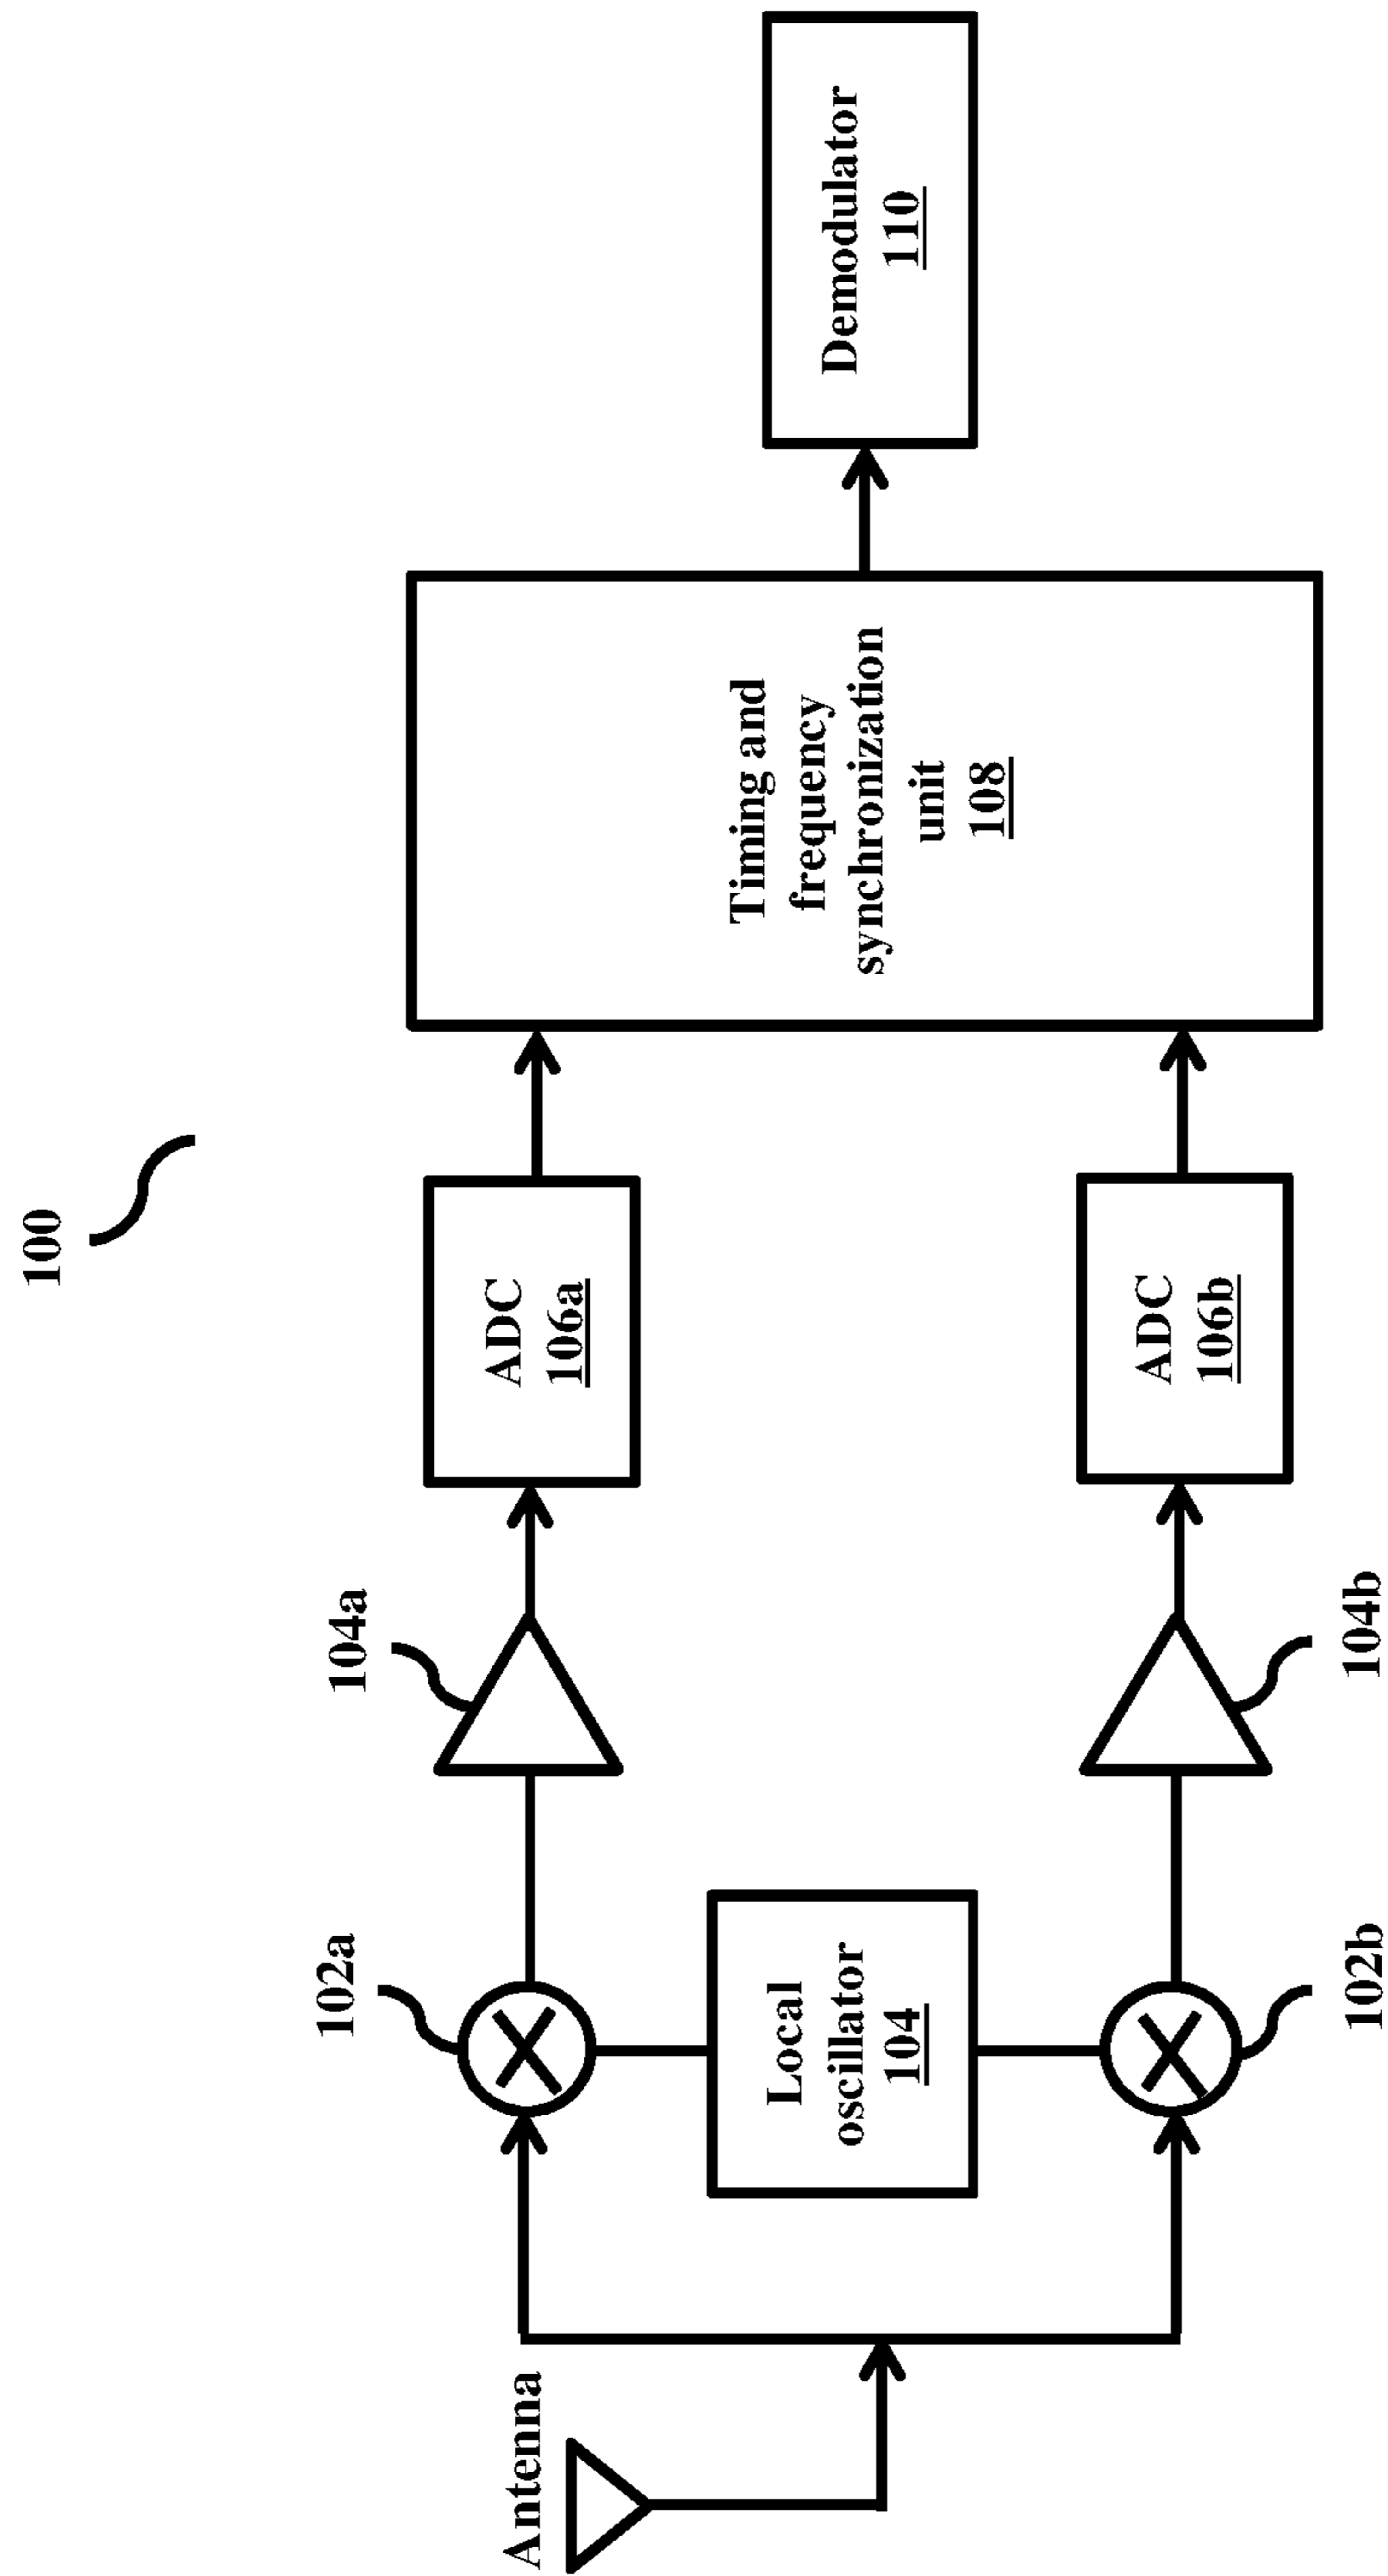 100
Antenna
102a
104a
Local
oscillator
104
102b
104b
ADC
106a
ADC
106b
Timing and
frequency
synchronization
unit
108
Demodulator
110